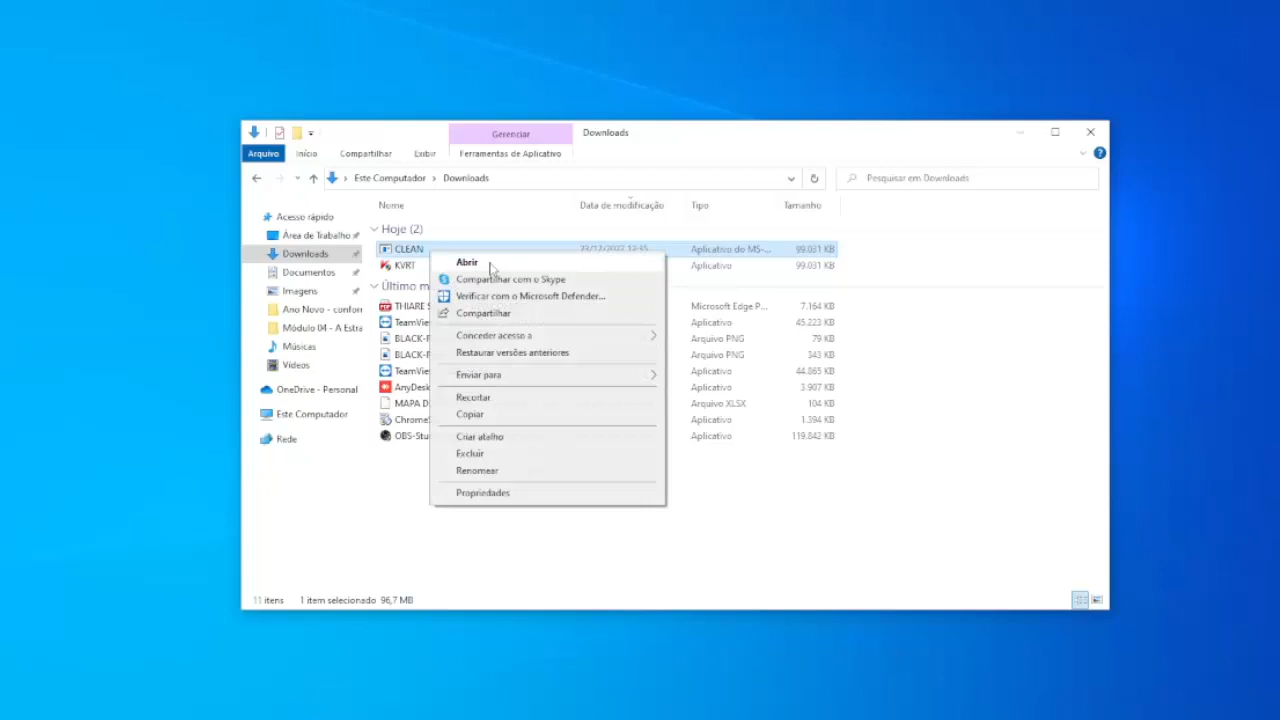 Gerenciar Downloads
Arquivo Início Compartilhar Exibir Ferramentas de Aplicativo
Este Computador Downloads Pesquisar em Downloads
Nome Data de modificação Tipo Tamanho
Acesso rápido
Área de Trabalho
Downloads
Documentos
Imagens
Ano Novo - confor
Módulo 04 - A Estra
Músicas
Vídeos
OneDrive - Personal
Este Computador
Rede
Hoje (2)
CLEAN Aplicativo do MS-... 99.031 KB
KVRT Aplicativo 99.031 KB
Último m
THIARE Microsoft Edge P... 7.164 KB
TeamVie Aplicativo 45.223 KB
BLACK-F Arquivo PNG 79 KB
BLACK-F Arquivo PNG 343 KB
TeamVie Aplicativo 44.865 KB
AnyDesk Aplicativo 3.907 KB
MAPA D Arquivo XLSX 104 KB
Chrome Aplicativo 1.394 KB
OBS-Stu Aplicativo 119.842 KB
Abrir
Compartilhar com o Skype
Verificar com o Microsoft Defender...
Compartilhar
Conceder acesso a
Restaurar versões anteriores
Enviar para
Recortar
Copiar
Criar atalho
Excluir
Renomear
Propriedades
11 itens 1 item selecionado 96,7 MB